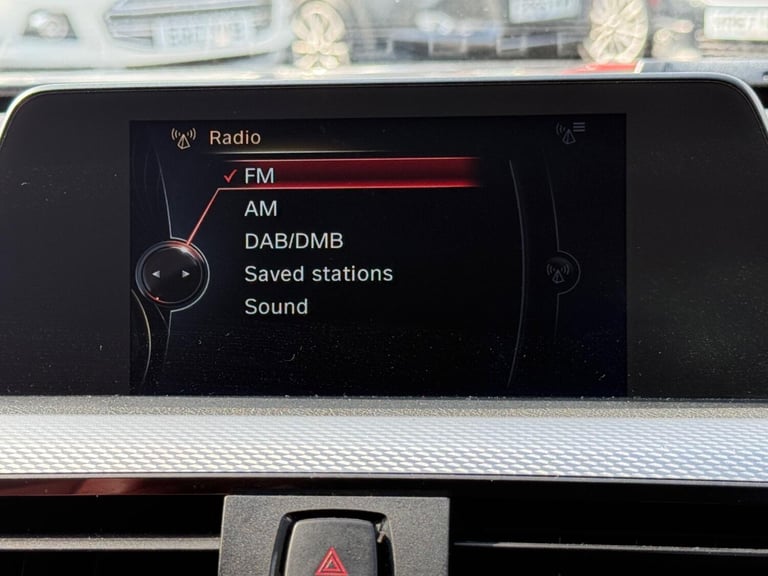 Radio
FM
AM
DAB/DMB
Saved stations
Sound